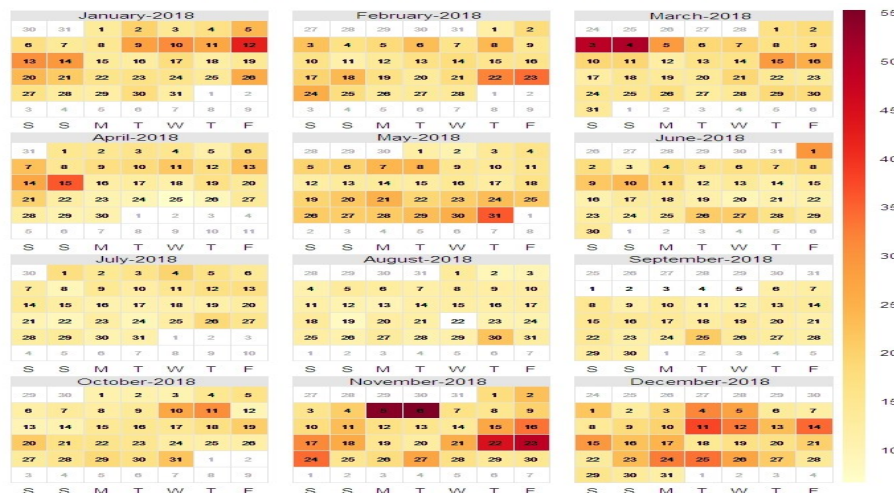 January-2018
30 31 1 2 3 4 5
6 7 8 9 10 11 12
13 14 15 16 17 18 19
20 21 22 23 24 25 26
27 28 29 30 31 1 2
3 4 5 6 7 8 9
S S M T W T F
February-2018
27 28 29 30 31 1 2
3 4 5 6 7 8 9
10 11 12 13 14 15 16
17 18 19 20 21 22 23
24 25 26 27 28 1 2
3 4 5 6 7 8 9
S S M T W T F
March-2018
24 25 26 27 28 1 2
3 4 5 6 7 8 9
10 11 12 13 14 15 16
17 18 19 20 21 22 23
24 25 26 27 28 29 30
31 1 2 3 4 5 6
S S M T W T F
April-2018
31 1 2 3 4 5 6
7 8 9 10 11 12 13
14 15 16 17 18 19 20
21 22 23 24 25 26 27
28 29 30 1 2 3 4
5 6 7 8 9 10 11
S S M T W T F
May-2018
28 29 30 1 2 3 4
5 6 7 8 9 10 11
12 13 14 15 16 17 18
19 20 21 22 23 24 25
26 27 28 29 30 31 1
2 3 4 5 6 7 8
S S M T W T F
June-2018
26 27 28 29 30 31 1
2 3 4 5 6 7 8
9 10 11 12 13 14 15
16 17 18 19 20 21 22
23 24 25 26 27 28 29
30 1 2 3 4 5 6
S S M T W T F
July-2018
30 1 2 3 4 5 6
7 8 9 10 11 12 13
14 15 16 17 18 19 20
21 22 23 24 25 26 27
28 29 30 31 1 2 3
4 5 6 7 8 9 10
S S M T W T F
August-2018
28 29 30 31 1 2 3
4 5 6 7 8 9 10
11 12 13 14 15 16 17
18 19 20 21 22 23 24
25 26 27 28 29 30 31
1 2 3 4 5 6 7
S S M T W T F
September-2018
25 26 27 28 29 30 31
1 2 3 4 5 6 7
8 9 10 11 12 13 14
15 16 17 18 19 20 21
22 23 24 25 26 27 28
29 30 1 2 3 4 5
S S M T W T F
October-2018
29 30 1 2 3 4 5
6 7 8 9 10 11 12
13 14 15 16 17 18 19
20 21 22 23 24 25 26
27 28 29 30 31 1 2
3 4 5 6 7 8 9
S S M T W T F
November-2018
27 28 29 30 31 1 2
3 4 5 6 7 8 9
10 11 12 13 14 15 16
17 18 19 20 21 22 23
24 25 26 27 28 29 30
1 2 3 4 5 6 7
S S M T W T F
December-2018
24 25 26 27 28 29 30
1 2 3 4 5 6 7
8 9 10 11 12 13 14
15 16 17 18 19 20 21
22 23 24 25 26 27 28
29 30 31 1 2 3 4
S S M T W T F
55
50
45
40
35
30
25
20
15
10